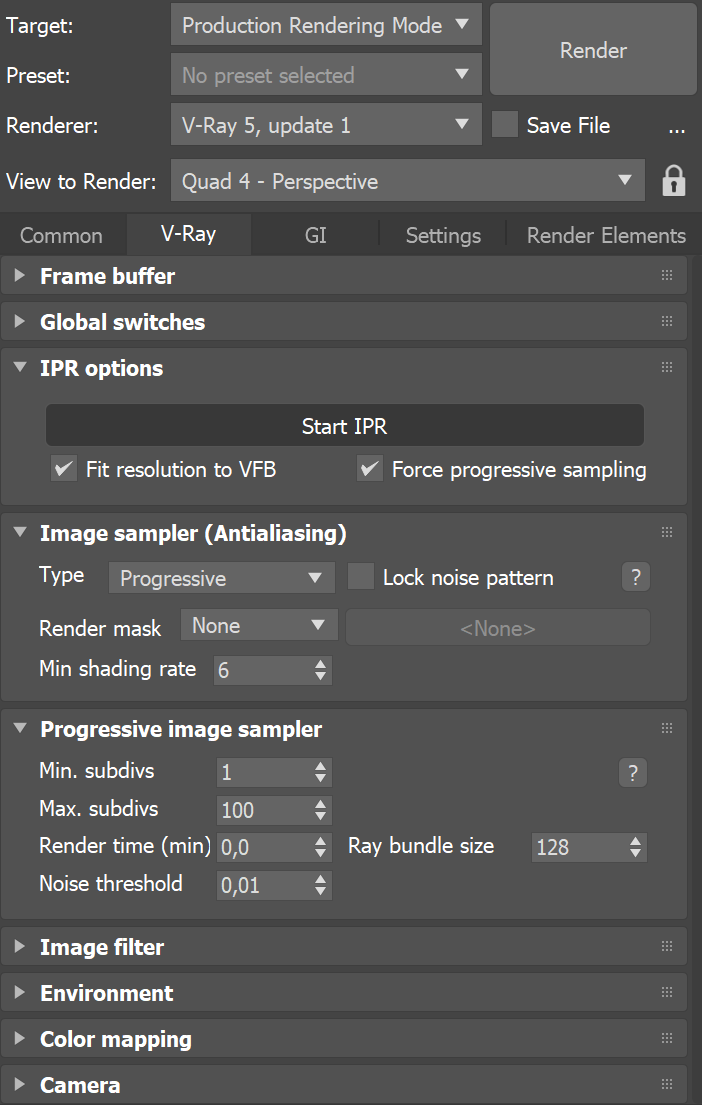 Target: Production Rendering Mode Render
Preset: No preset selected
Renderer: V-Ray 5, update 1 Save File ...
View to Render: Quad 4 - Perspective
Common V-Ray GI Settings Render Elements
Frame buffer
Global switches
IPR options
Start IPR
Fit resolution to VFB Force progressive sampling
Image sampler (Antialiasing)
Type Progressive Lock noise pattern ?
Render mask None <None>
Min shading rate 6
Progressive image sampler
Min. subdivs 1 ?
Max. subdivs 100
Render time (min) 0,0 Ray bundle size 128
Noise threshold 0,01
Image filter
Environment
Color mapping
Camera